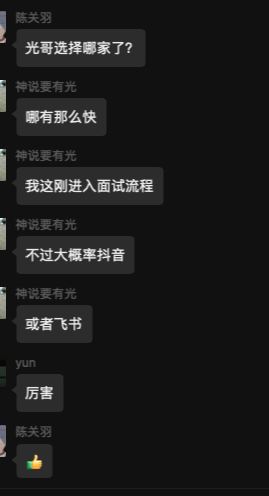 陈关羽
光哥选择哪家了？
神说要有光
哪有那么快
神说要有光
我这刚进入面试流程
神说要有光
不过大概率抖音
神说要有光
或者飞书
yun
厉害
陈关羽
👍